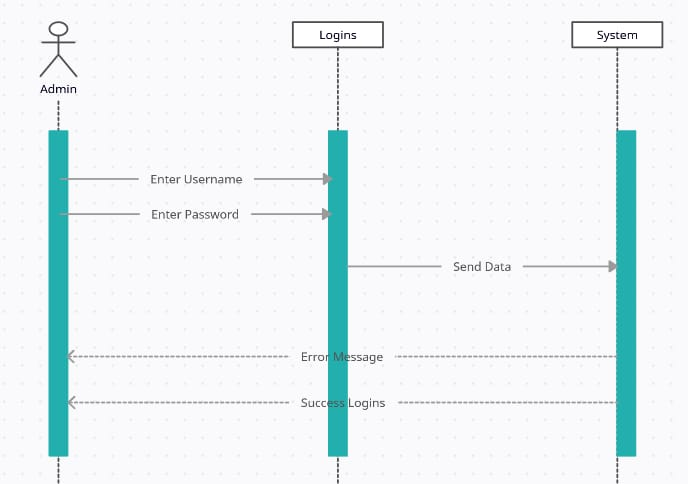 Admin
Logins
System
Enter Username
Enter Password
Send Data
Error Message
Success Logins